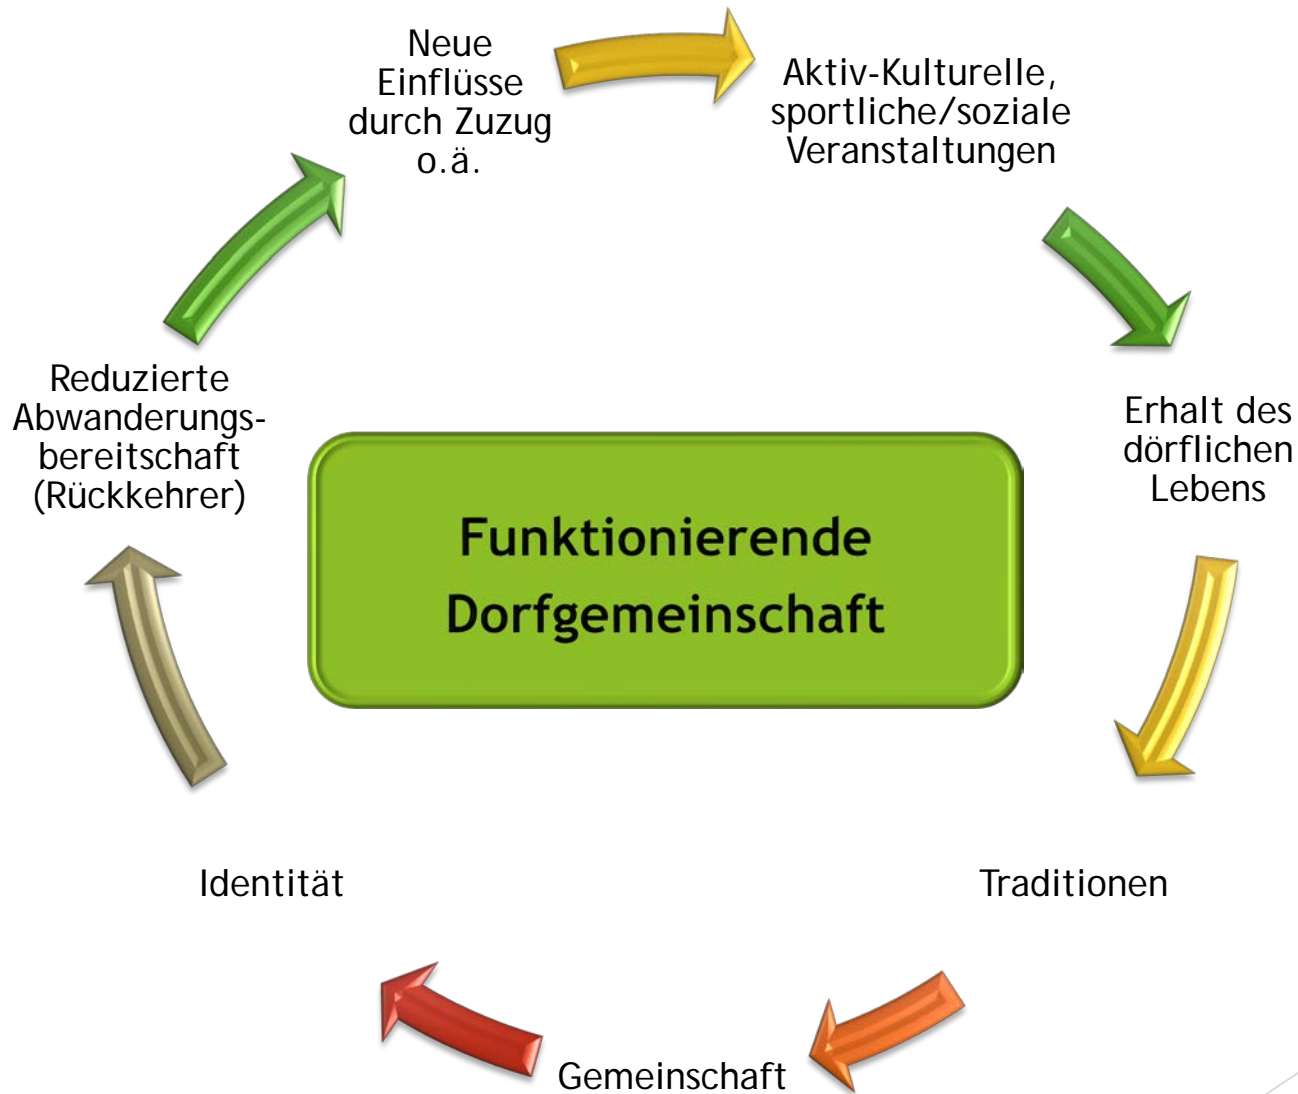 Neue
Einflüsse
durch Zuzug
o.ä.
Aktiv-Kulturelle,
sportliche/soziale
Veranstaltungen
Erhalt des
dörflichen
Lebens
Traditionen
Gemeinschaft
Identität
Reduzierte
Abwanderungs-
bereitschaft
(Rückkehrer)
Funktionierende
Dorfgemeinschaft